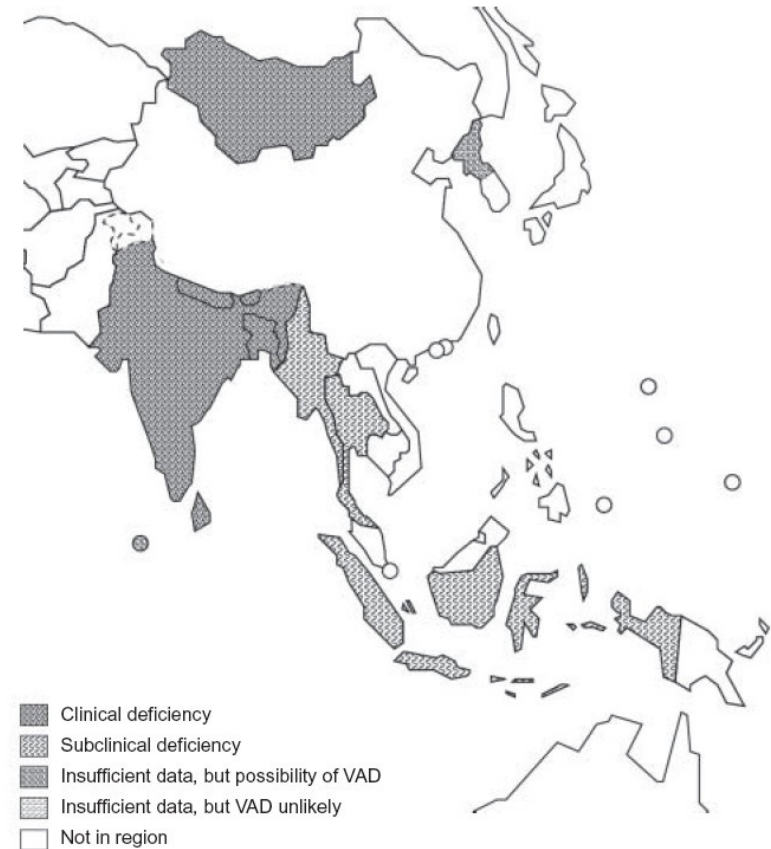 Clinical deficiency
Subclinical deficiency
Insufficient data, but possibility of VAD
Insufficient data, but VAD unlikely
Not in region